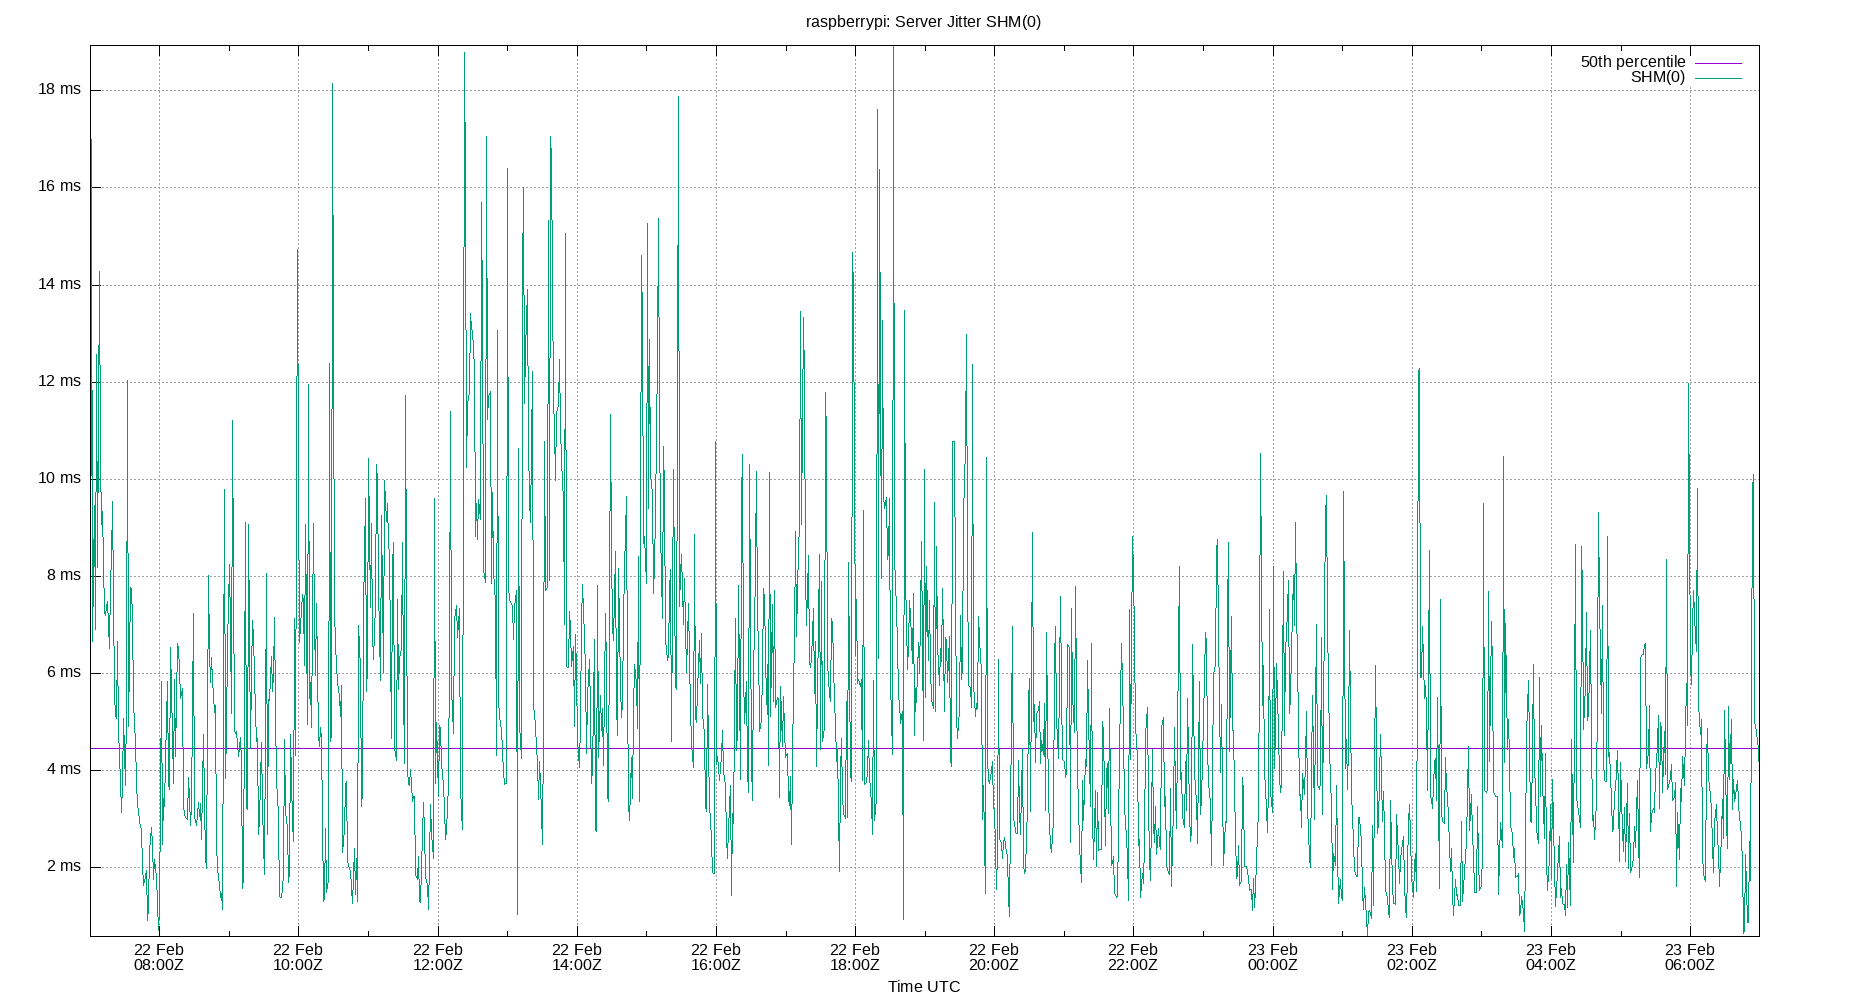 raspberrypi: Server Jitter SHM(0)
50th percentile
SHM(0)
18 ms
16 ms
14 ms
12 ms
10 ms
8 ms
6 ms
4 ms
2 ms
22 Feb 22 Feb 22 Feb 22 Feb 22 Feb 22 Feb 22 Feb 22 Feb 23 Feb 23 Feb 23 Feb 23 Feb
08:00Z 10:00Z 12:00Z 14:00Z 16:00Z 18:00Z 20:00Z 22:00Z 00:00Z 02:00Z 04:00Z 06:00Z
Time UTC